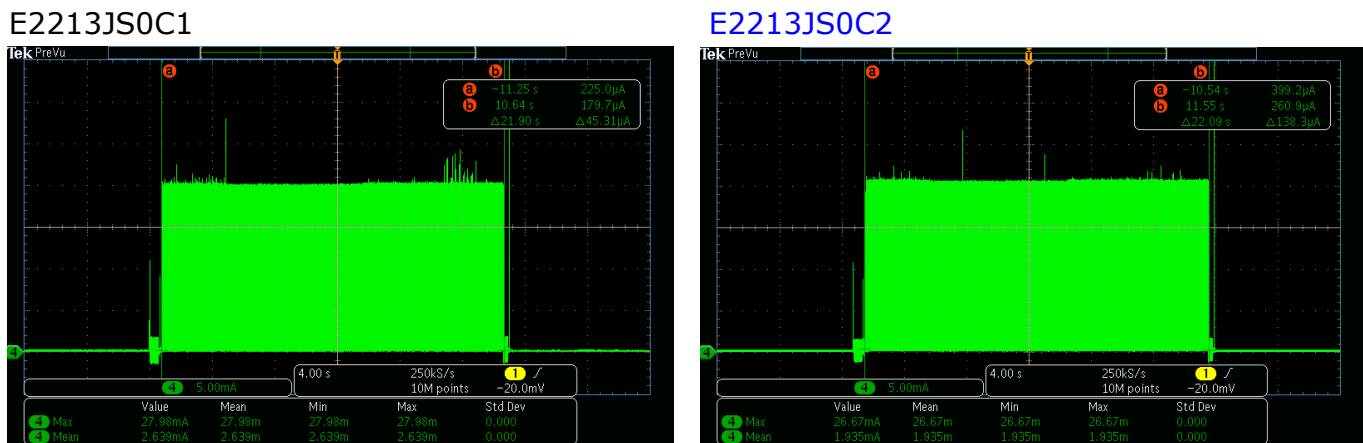 E2213JS0C1
Tek PreVu
T
a
b
a −11.25 s 225.0µA
b 10.64 s 179.7µA
△21.90 s △45.31µA
4
4.00 s 250kS/s 1
4 5.00mA 10M points −20.0mV
Value Mean Min Max Std Dev
4 Max 27.98mA 27.98m 27.98m 27.98m 0.000
4 Mean 2.639mA 2.639m 2.639m 2.639m 0.000
E2213JS0C2
Tek PreVu
a
b
a −10.54 s 399.2µA
b 11.55 s 260.9µA
△22.09 s △138.3µA
4
4.00 s 250kS/s 1
4 5.00mA 10M points −20.0mV
Value Mean Min Max Std Dev
4 Max 26.67mA 26.67m 26.67m 26.67m 0.000
4 Mean 1.935mA 1.935m 1.935m 1.935m 0.000